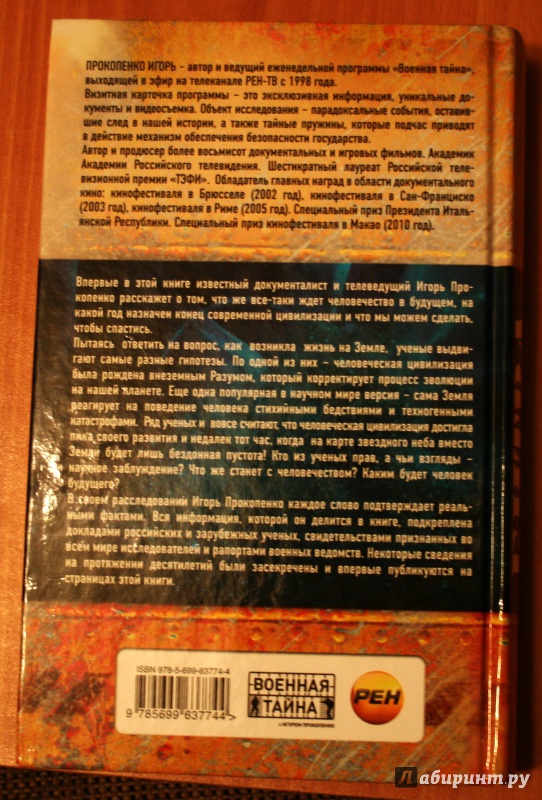 ПРОКОПЕНКО ИГОРЬ – автор и ведущий еженедельной программы «Военная тайна»,
выходящей в эфир на телеканале РЕН-ТВ с 1998 года.
Визитная карточка программы – это эксклюзивная информация, уникальные до-
кументы и видеосъемка. Объект исследования – парадоксальные события, оставив-
шие след в нашей истории, а также тайные пружины, которые подчас приводят
в действие механизм обеспечения безопасности государства.
Автор и продюсер более восьмисот документальных и игровых фильмов. Академик
Академии Российского телевидения. Шестикратный лауреат Российской теле-
визионной премии «ТЭФИ». Обладатель главных наград в области документального
кино: кинофестиваля в Брюсселе (2002 год), кинофестиваля в Сан-Франциско
(2003 год), кинофестиваля в Риме (2005 год). Специальный приз Президента Италь-
янской Республики. Специальный приз кинофестиваля в Макао (2010 год).
Впервые в этой книге известный документалист и телеведущий Игорь Про-
копенко расскажет о том, что же все-таки ждет человечество в будущем, на
какой год назначен конец современной цивилизации и что мы можем сделать,
чтобы спастись.
Пытаясь ответить на вопрос, как возникла жизнь на Земле, ученые выдви-
гают самые разные гипотезы. По одной из них – человеческая цивилизация
была рождена внеземным Разумом, который корректирует процесс эволюции
на нашей планете. Еще одна популярная в научном мире версия – сама Земля
реагирует на поведение человека стихийными бедствиями и техногенными
катастрофами. Ряд ученых и вовсе считают, что человеческая цивилизация достигла
пика своего развития и недалек тот час, когда на карте звездного неба вместо
Земли будет лишь бездонная пустота! Кто из ученых прав, а чьи взгляды –
научное заблуждение? Что же станет с человечеством? Каким будет человек
будущего?
В своем расследовании Игорь Прокопенко каждое слово подтверждает реаль-
ными фактами. Вся информация, которой он делится в книге, подкреплена
докладами российских и зарубежных ученых, свидетельствами признанных во
всем мире исследователей и рапортами военных ведомств. Некоторые сведения
на протяжении десятилетий были засекречены и впервые публикуются на
страницах этой книги.
ISBN 978-5-699-63774-4
9 785699 637744 >
ВОЕННАЯ
ТАЙНА
с ИГОРЕМ ПРОКОПЕНКО
РЕН
Лабиринт.ру